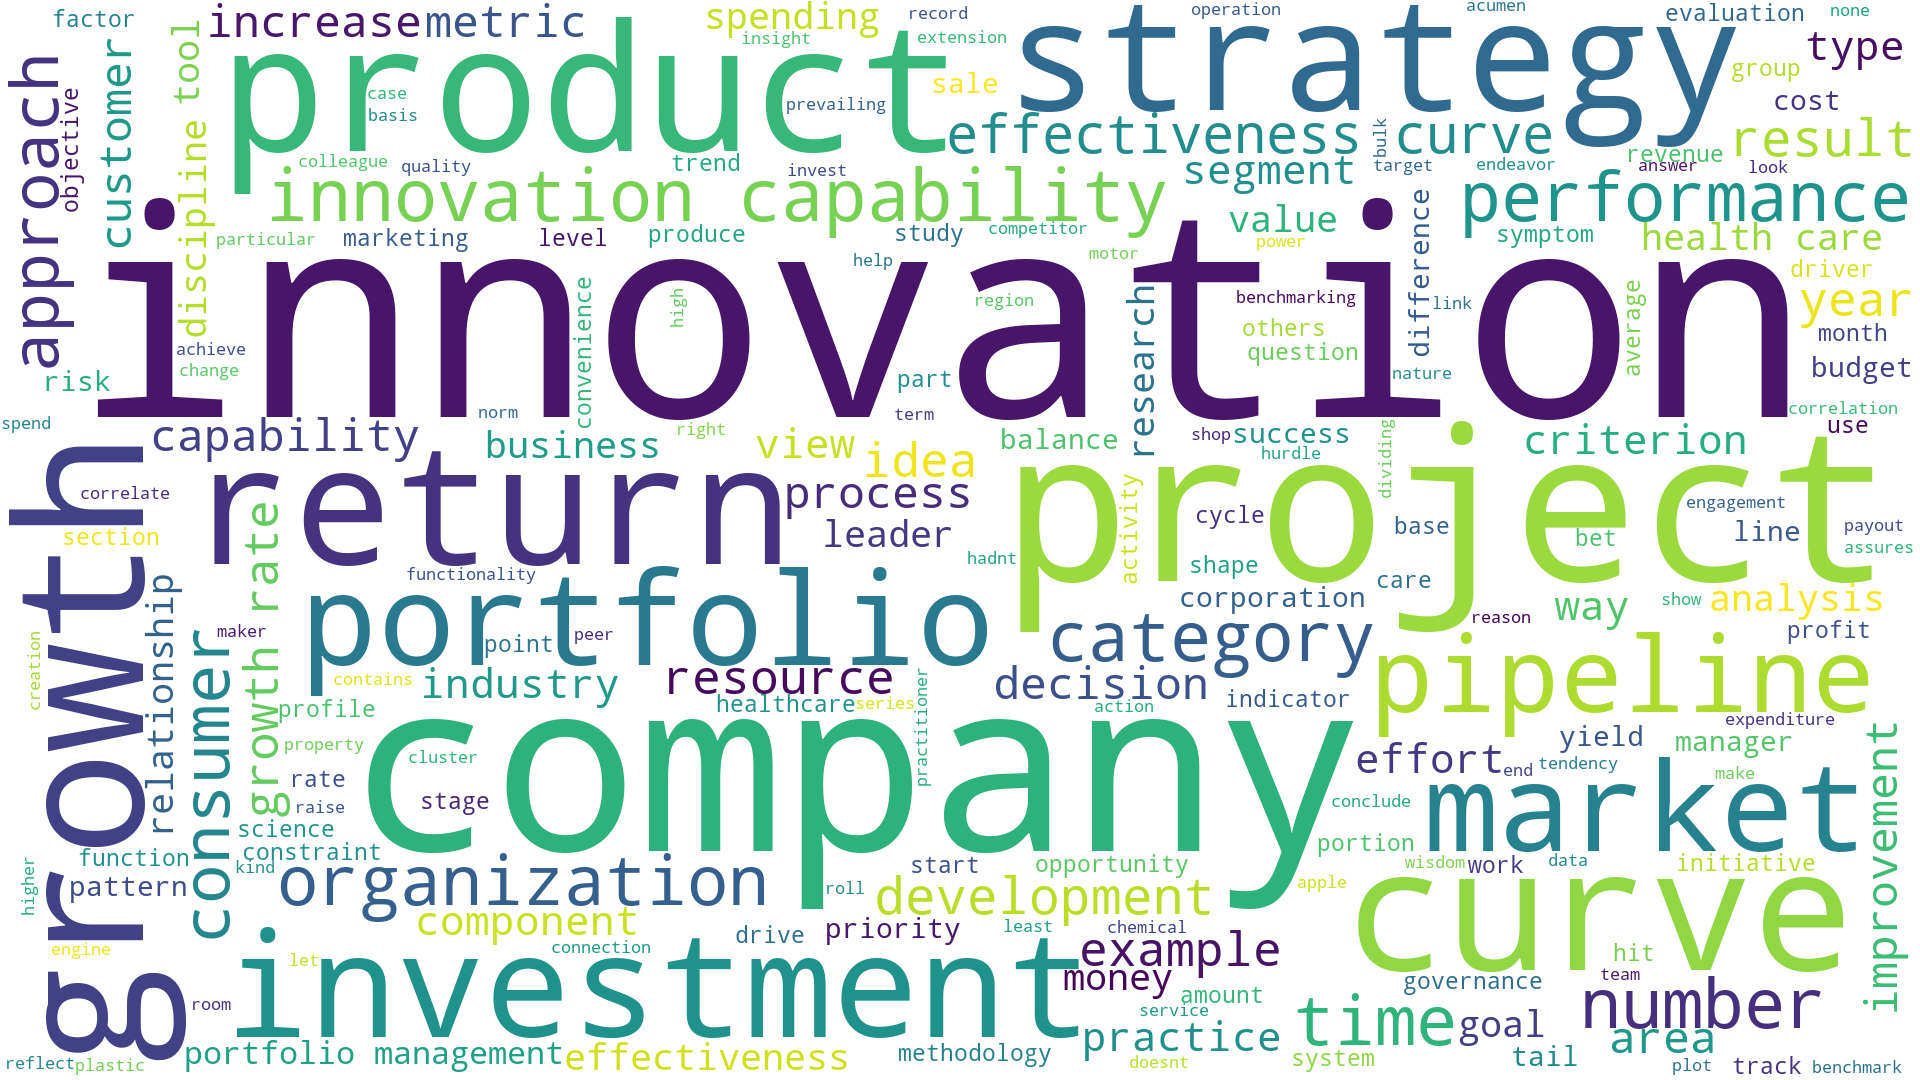 factor
increase
metric
spending
record
operation
acumen
evaluation
none
insight
extension
strategy
type
customer
discipline tool
product
case
basis
prevailing
sale
group
cost
approach
objective
effectiveness
bulk
curve
result
colleague
quality
trend
invest
segment
target
endeavor
revenue
answer
look
innovation capability
value
performance
particular
marketing
level
produce
study
competitor
power
symptom
health care
help
motor
difference
driver
innovation
convenience
high
region
research
benchmarking
link
average
year
achieve
change
others
question
month
risk
part
nature
budget
spend
norm
term
right
correlation
capability
business
view
idea
balance
shop
success
hurdle
dividing
criterion
use
growth
correlate
return
process
project
section
growth rate
leader
activity
cycle
base
engagement
line
payout
hadnt
bet
assures
functionality
shape
care
relationship
portfolio
corporation
way
show
analysis
creation
consumer
maker
point
peer
category
reason
profit
contains
industry
resource
decision
indicator
pipeline
profile
healthcare
series
practitioner
action
expenditure
property
cluster
company
effort
end
yield
tendency
manager
improvement
rate
raise
stage
make
market
science
conclude
function
constraint
portion
higher
pattern
kind
organization
roll
start
opportunity
apple
wisdom
work
data
initiative
component
development
curve
engine
connection
drive
priority
least
chemical
example
hit
let
investment
money
team
room
amount
governance
number
service
time
goal
reflect
plastic
portfolio management
effectiveness
methodology
practice
doesnt
system
tail
area
plot
track
benchmark